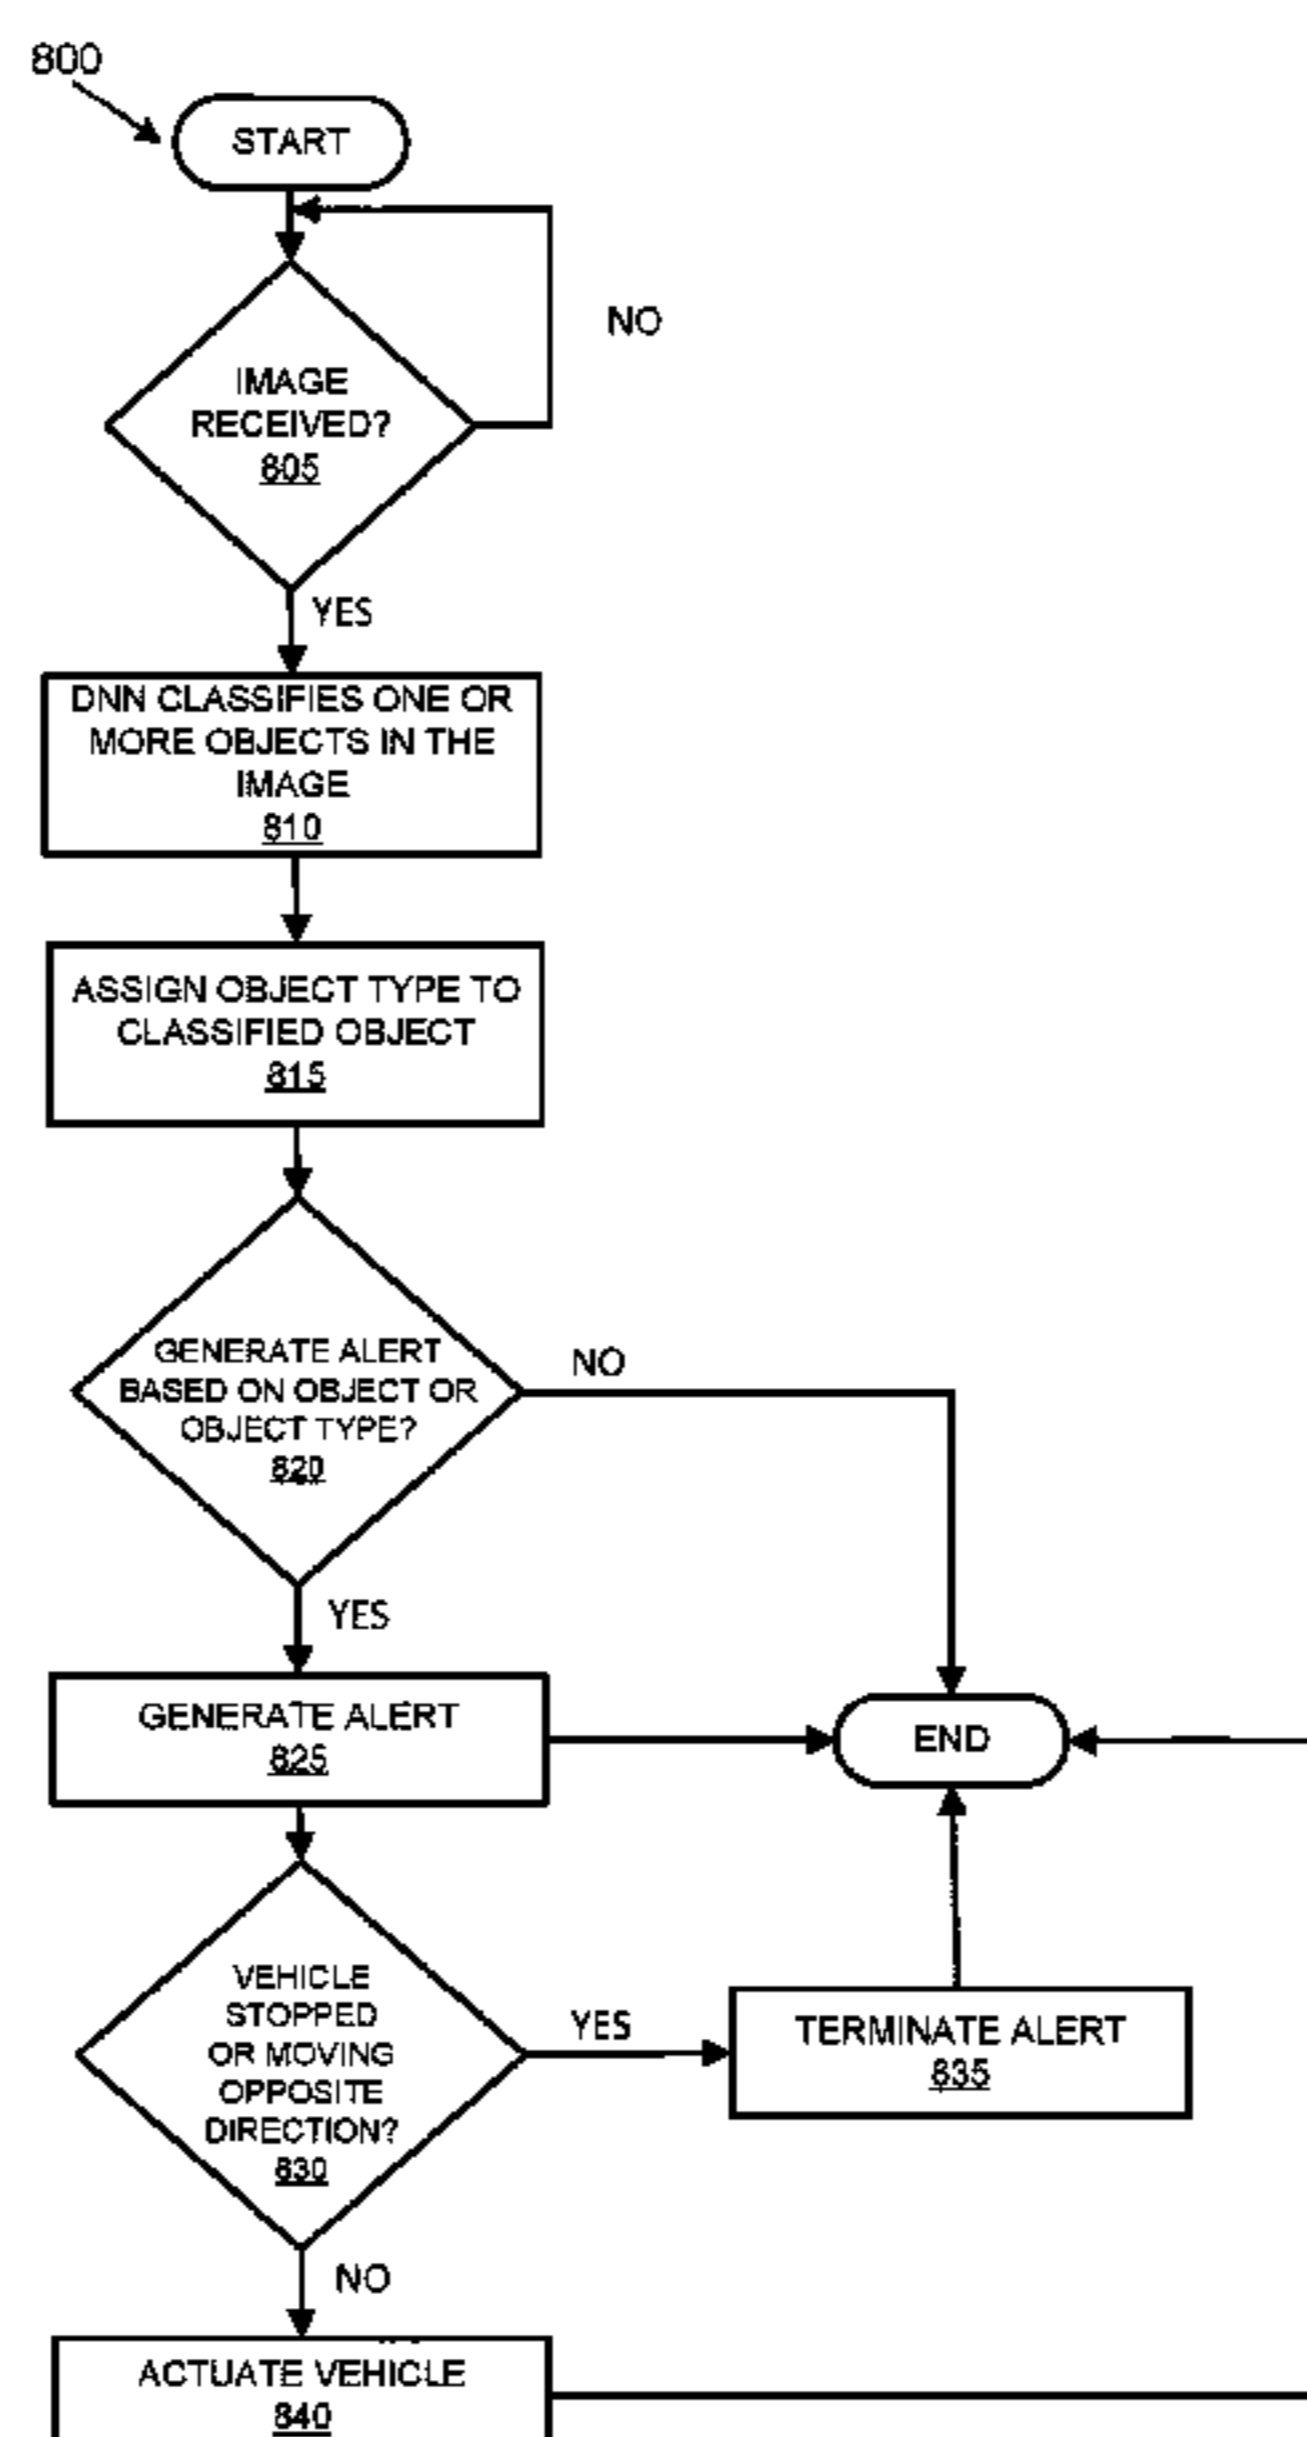 800
START
NO
IMAGE
RECEIVED?
805
YES
DNN CLASSIFIES ONE OR
MORE OBJECTS IN THE
IMAGE
810
ASSIGN OBJECT TYPE TO
CLASSIFIED OBJECT
815
GENERATE ALERT
BASED ON OBJECT OR
OBJECT TYPE?
820
NO
YES
GENERATE ALERT
825
END
VEHICLE
STOPPED
OR MOVING
OPPOSITE
DIRECTION?
830
YES
TERMINATE ALERT
835
NO
ACTUATE VEHICLE
840